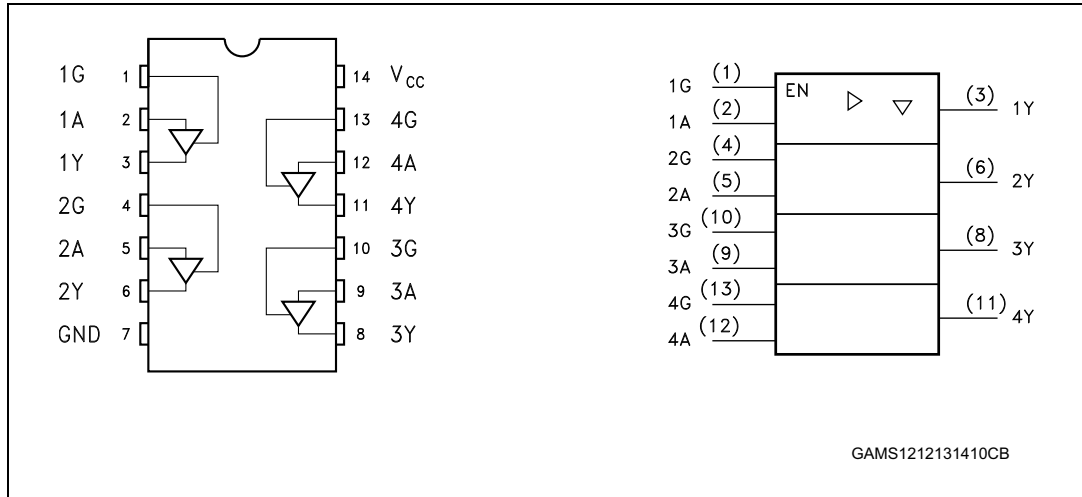 1G 1 14 VCC
1A 2 13 4G
1Y 3 12 4A
2G 4 11 4Y
2A 5 10 3G
2Y 6 9 3A
GND 7 8 3Y
1G (1) EN (3) 1Y
1A (2)
2G (4)
2A (5) (6) 2Y
3G (10)
3A (9) (8) 3Y
4G (13)
4A (12) (11) 4Y
GAMS1212131410CB